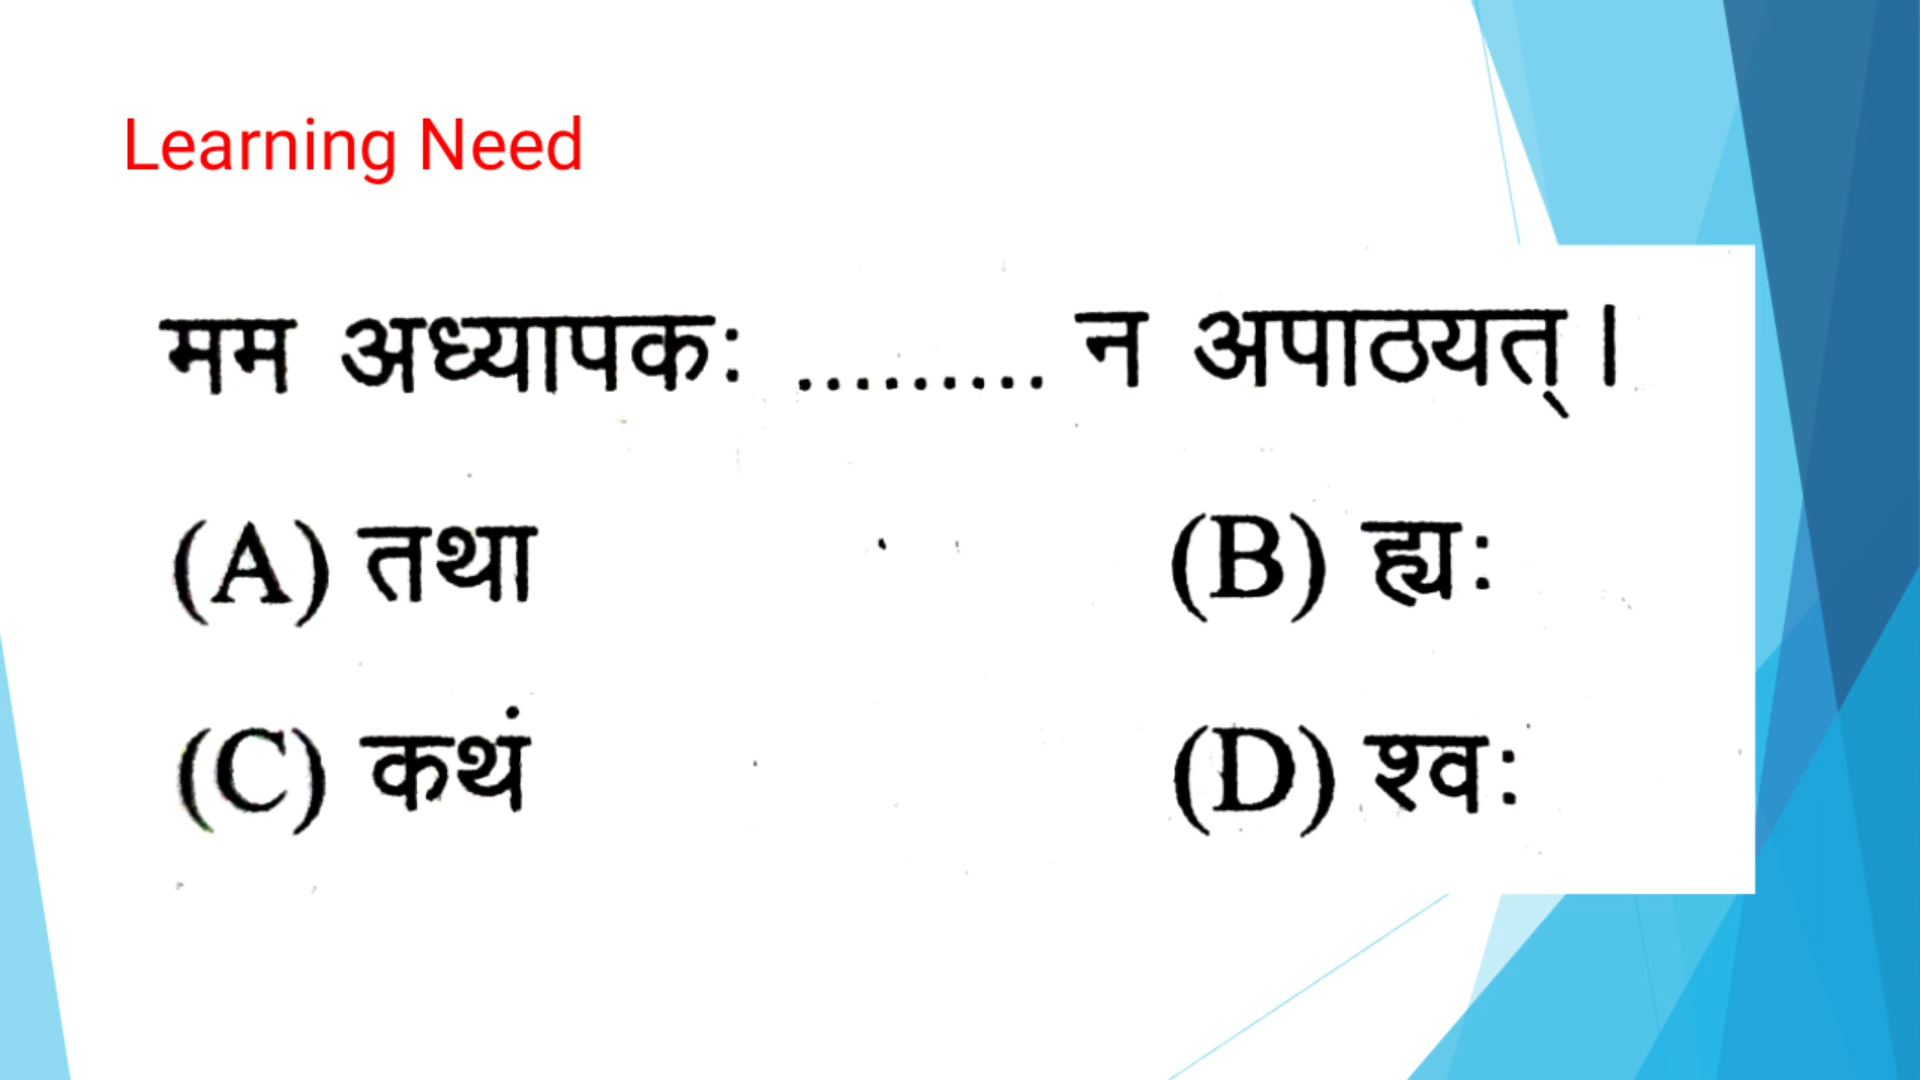 Learning Need
मम अध्यापकः ......... न अपाठयत् ।
(A) तथा (B) ह्यः
(C) कथं (D) श्वः